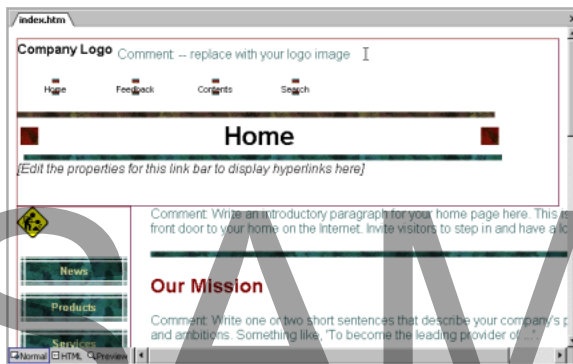 index.htm
Company Logo Comment: -- replace with your logo image
Home Feedback Contents Search
Home
[Edit the properties for this link bar to display hyperlinks here]
Comment: Write an introductory paragraph for your home page here. This is
front door to your home on the Internet. Invite visitors to step in and have a lo
News
Our Mission
Products
Comment: Write one or two short sentences that describe your company's p
and ambitions. Something like, 'To become the leading provider of ...'.
Services
Normal HTML Preview
SAM